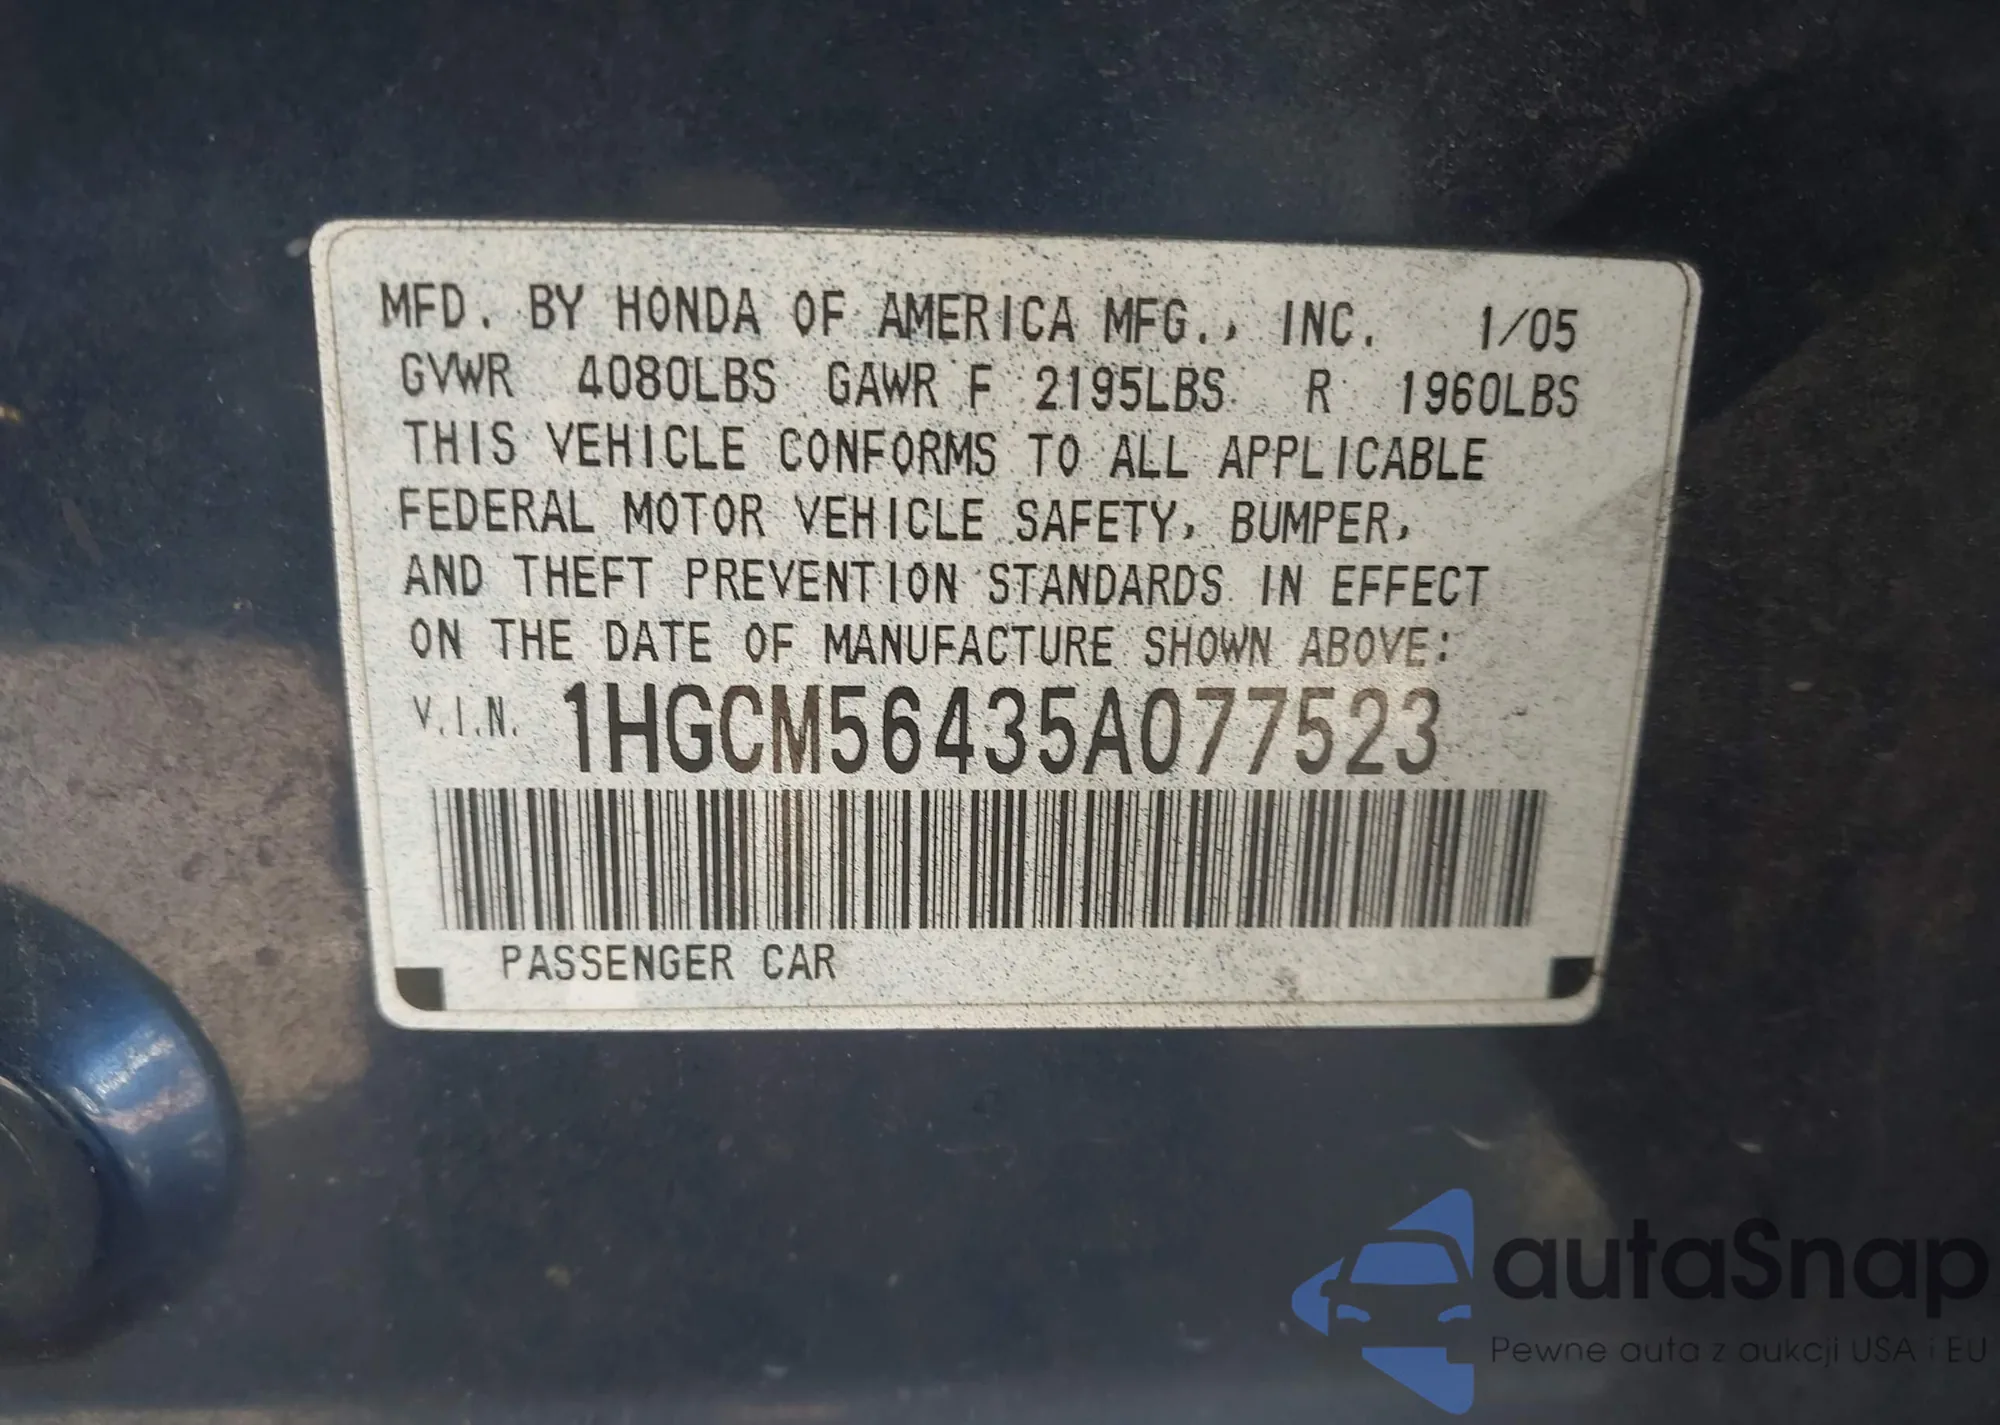 MFD. BY HONDA OF AMERICA MFG., INC. 1/05
GVWR 4080LBS GAWR F 2195LBS R 1960LBS
THIS VEHICLE CONFORMS TO ALL APPLICABLE
FEDERAL MOTOR VEHICLE SAFETY, BUMPER,
AND THEFT PREVENTION STANDARDS IN EFFECT
ON THE DATE OF MANUFACTURE SHOWN ABOVE:
V.I.N. 1HGCM56435A077523
PASSENGER CAR
autaSnap
Pewne auta z aukcji USA i EU